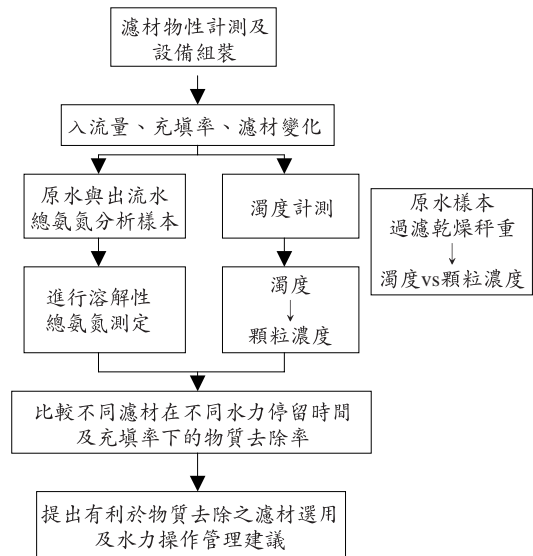 濾材物性計測及
設備組裝
入流量、充填率、濾材變化
原水與出流水
總氨氮分析樣本
濁度計測
原水樣本
過濾乾燥秤重
↓
濁度vs顆粒濃度
進行溶解性
總氨氮測定
濁度
↓
顆粒濃度
比較不同濾材在不同水力停留時間
及充填率下的物質去除率
提出有利於物質去除之濾材選用
及水力操作管理建議